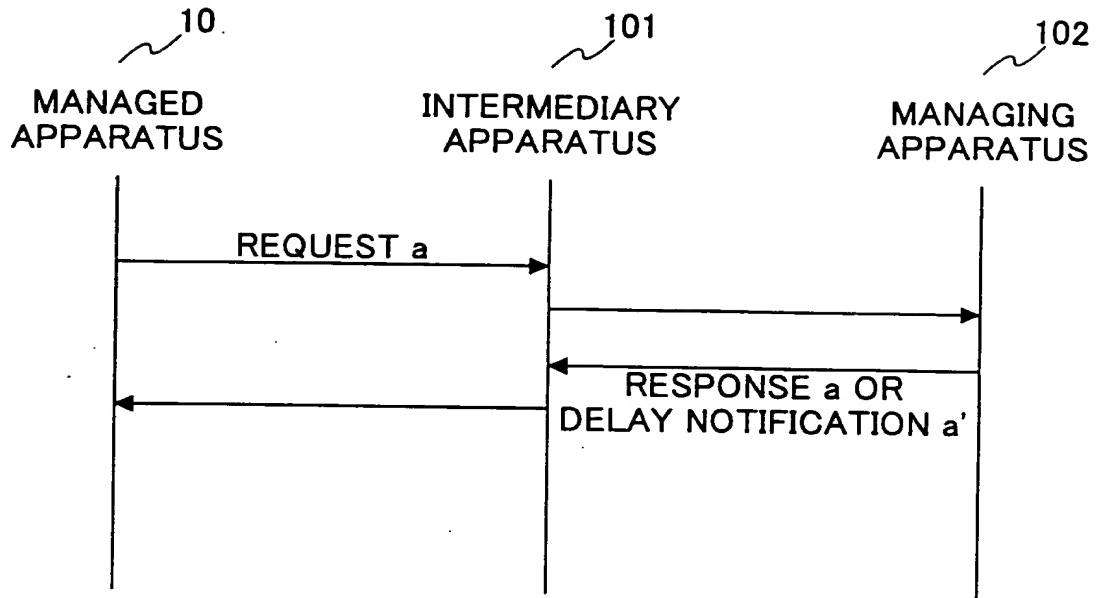 10
101
102
MANAGED
APPARATUS
INTERMEDIARY
APPARATUS
MANAGING
APPARATUS
REQUEST a
RESPONSE a OR
DELAY NOTIFICATION a'